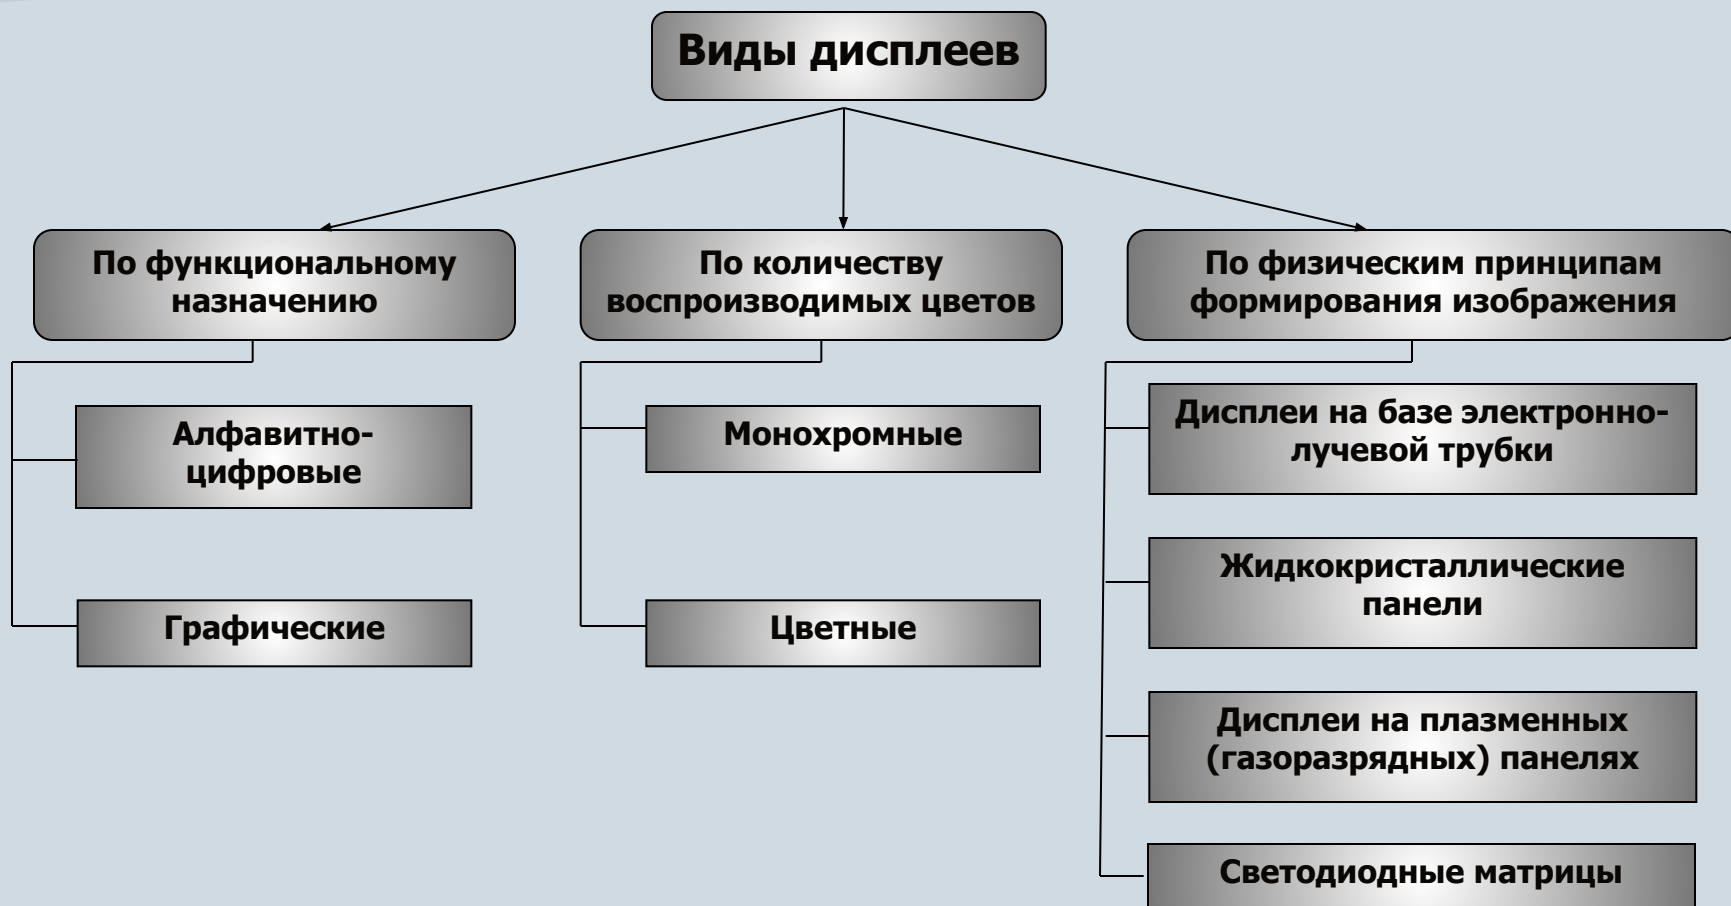 Виды дисплеев
По функциональному
назначению
Алфавитно-
цифровые
Графические
По количеству
воспроизводимых цветов
Монохромные
Цветные
По физическим принципам
формирования изображения
Дисплеи на базе электронно-
лучевой трубки
Жидкокристаллические
панели
Дисплеи на плазменных
(газоразрядных) панелях
Светодиодные матрицы